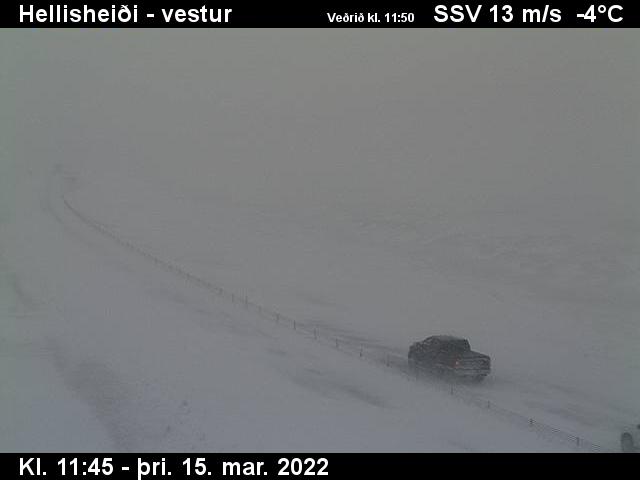 Hellisheiði - vestur Veðrið kl. 11:50 SSV 13 m/s -4°C
Kl. 11:45 - þri. 15. mar. 2022